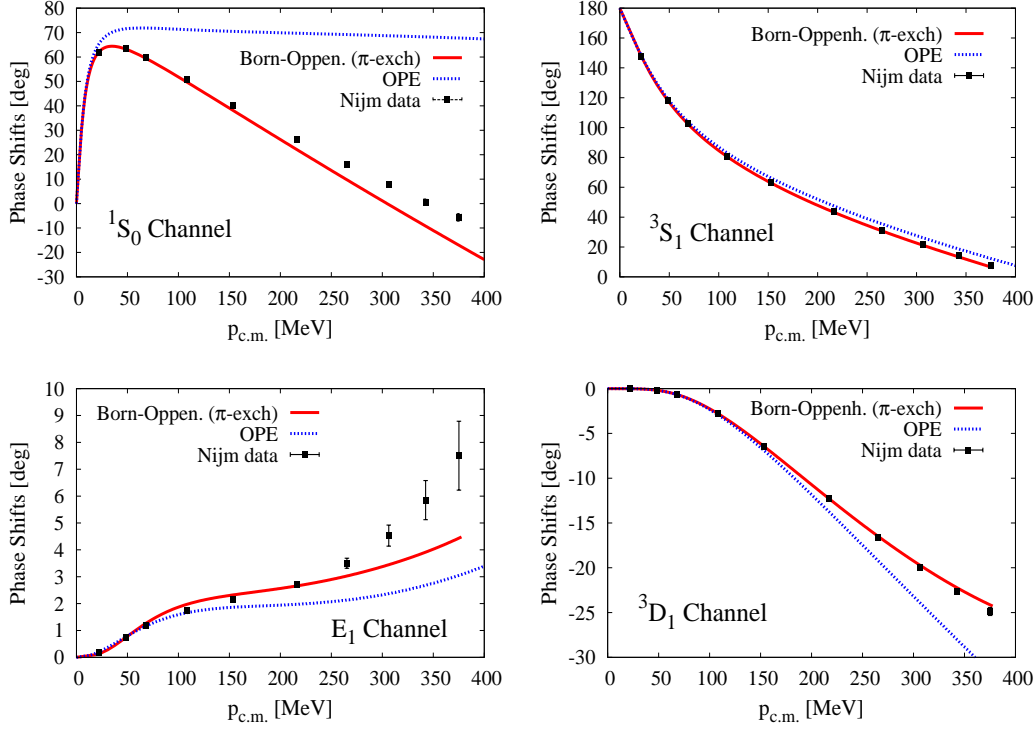 80
70
60
50
40
30
20
10
0
-10
-20
-30
Phase Shifts [deg]
Born-Oppen. (π-exch)
OPE
Nijm data
¹S₀ Channel
0 50 100 150 200 250 300 350 400
p_c.m. [MeV]
180
160
140
120
100
80
60
40
20
0
Phase Shifts [deg]
Born-Oppenh. (π-exch)
OPE
Nijm data
³S₁ Channel
0 50 100 150 200 250 300 350 400
p_c.m. [MeV]
10
9
8
7
6
5
4
3
2
1
0
Phase Shifts [deg]
Born-Oppen. (π-exch)
OPE
Nijm data
E₁ Channel
0 50 100 150 200 250 300 350 400
p_c.m. [MeV]
0
-5
-10
-15
-20
-25
-30
Phase Shifts [deg]
Born-Oppenh. (π-exch)
OPE
Nijm data
³D₁ Channel
0 50 100 150 200 250 300 350 400
p_c.m. [MeV]